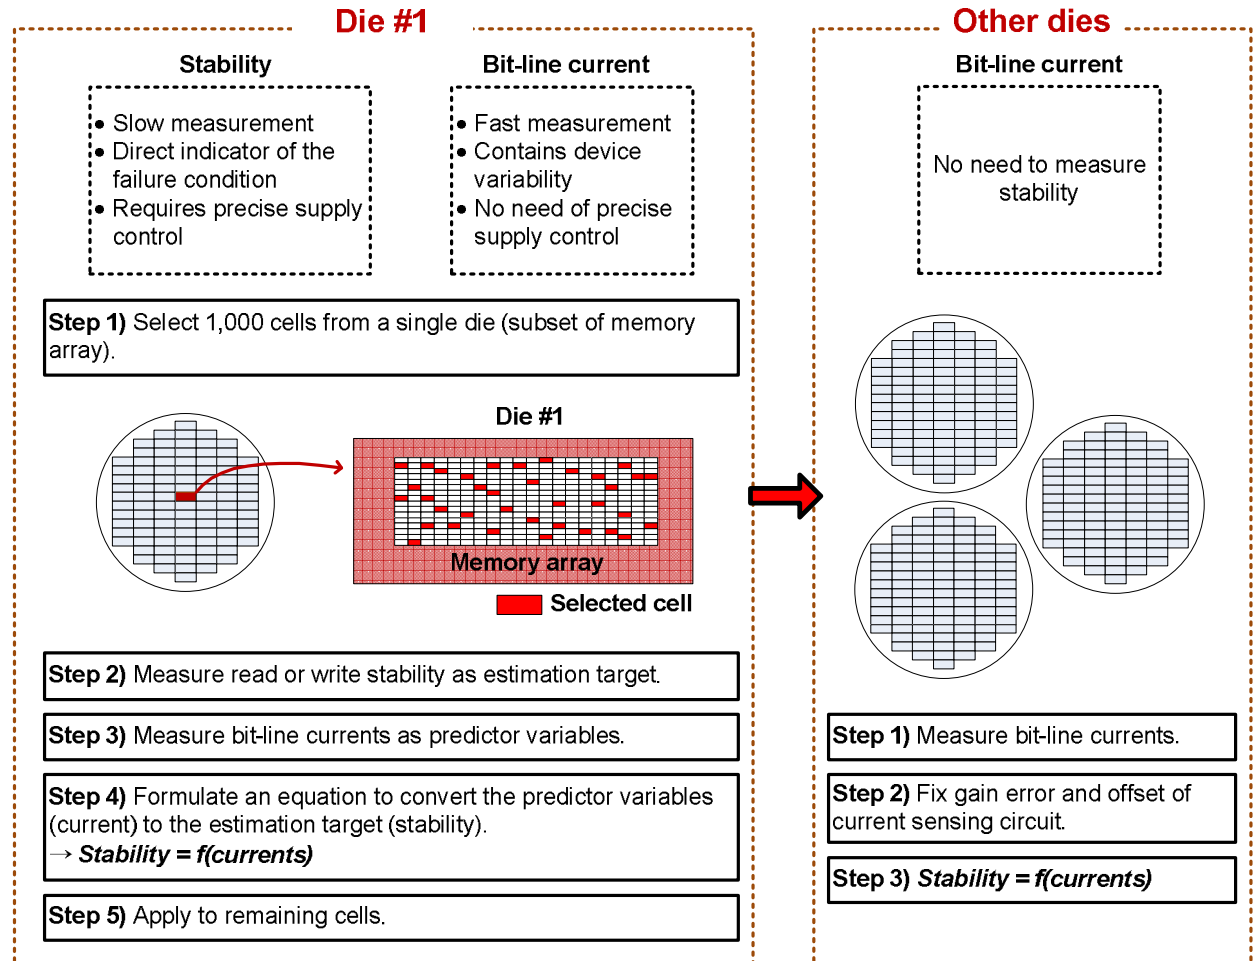 Die #1
Stability
• Slow measurement
• Direct indicator of the
failure condition
• Requires precise supply
control
Bit-line current
• Fast measurement
• Contains device
variability
• No need of precise
supply control
Step 1) Select 1,000 cells from a single die (subset of memory
array).
Die #1
Memory array
Selected cell
Step 2) Measure read or write stability as estimation target.
Step 3) Measure bit-line currents as predictor variables.
Step 4) Formulate an equation to convert the predictor variables
(current) to the estimation target (stability).
→ Stability = f(currents)
Step 5) Apply to remaining cells.
Other dies
Bit-line current
No need to measure
stability
Step 1) Measure bit-line currents.
Step 2) Fix gain error and offset of
current sensing circuit.
Step 3) Stability = f(currents)